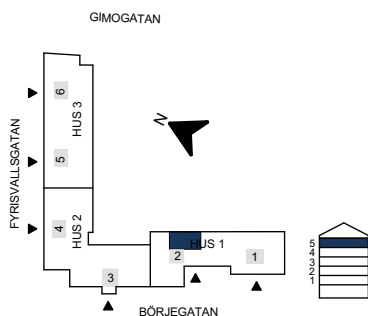 GIMOGATAN
N
FYRISVALLSGATAN
6
HUS 3
5
4
HUS 2
3
HUS 1
2
1
5
4
3
2
1
BÖRJEGATAN